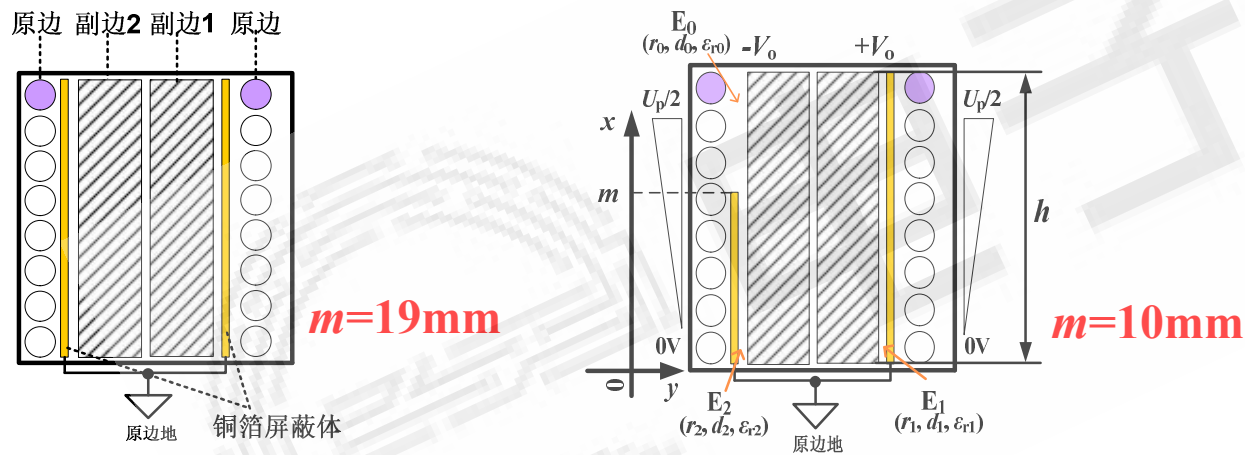 原边 副边2 副边1 原边
m=19mm
原边地
铜箔屏蔽体
E0
(r0, d0, εr0)
-Vo
+Vo
Up/2
Up/2
x
m
h
0V
0V
0
y
E2
(r2, d2, εr2)
E1
(r1, d1, εr1)
原边地
m=10mm